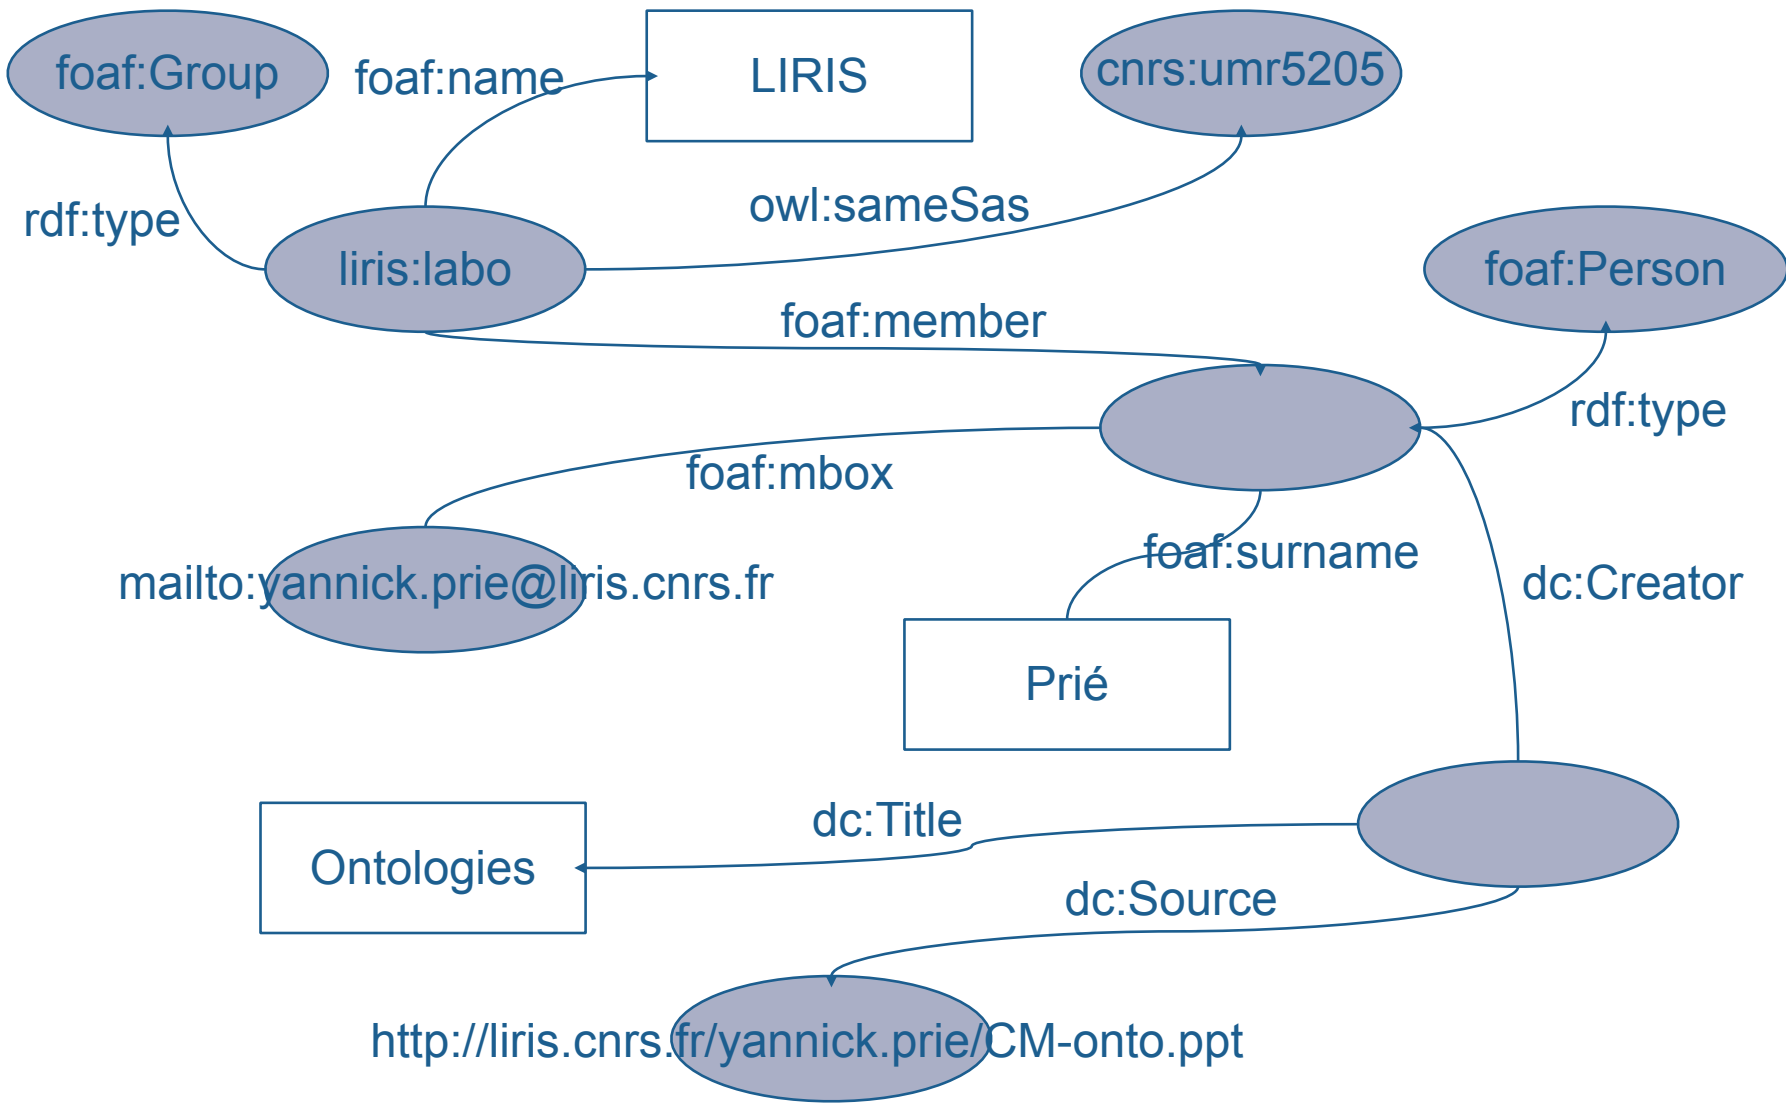 foaf:Group
foaf:name
LIRIS
cnrs:umr5205
rdf:type
owl:sameSas
liris:labo
foaf:Person
foaf:member
rdf:type
foaf:mbox
foaf:surname
mailto:yannick.prie@liris.cnrs.fr
dc:Creator
Prié
dc:Title
Ontologies
dc:Source
http://liris.cnrs.fr/yannick.prie/CM-onto.ppt